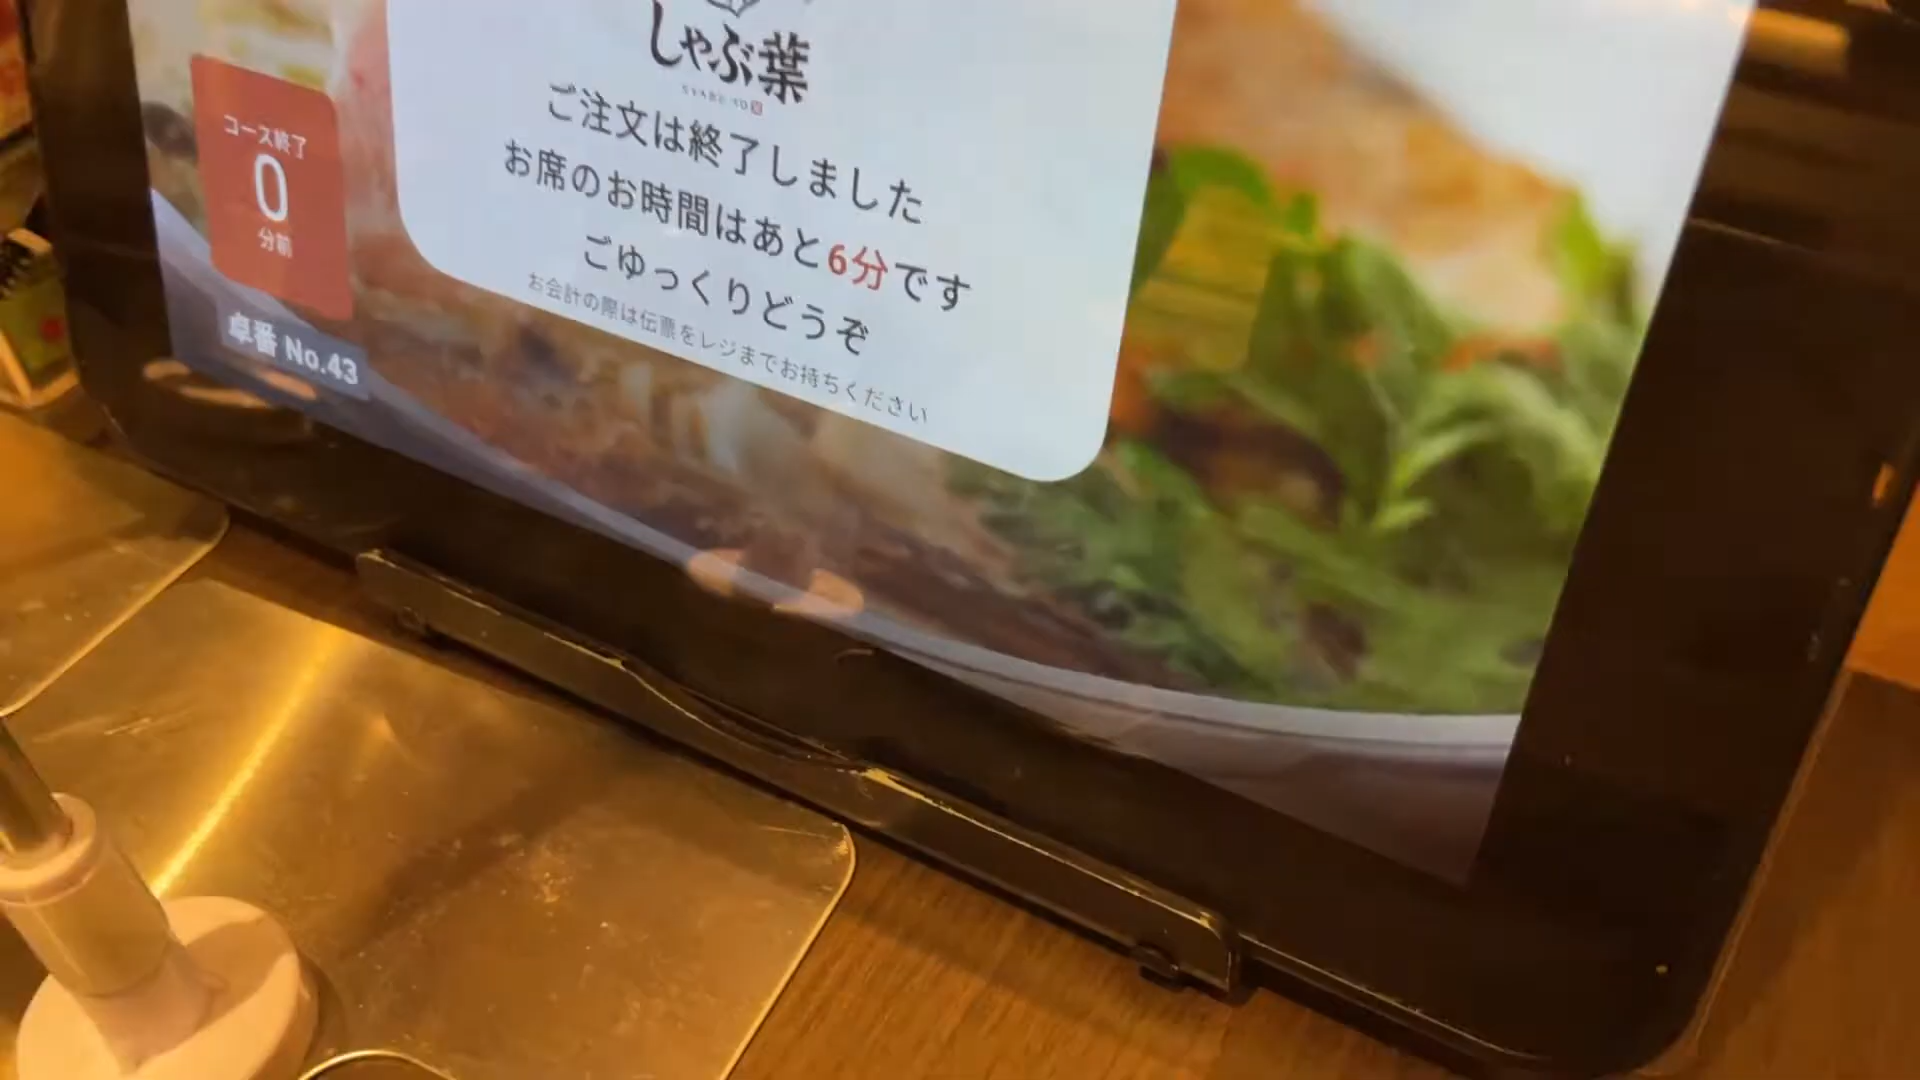 しゃぶ葉
ご注文は終了しました
お席のお時間はあと6分です
ごゆっくりどうぞ
お会計の際は伝票をレジまでお持ちください
コース終了
0
分前
卓番 No.43